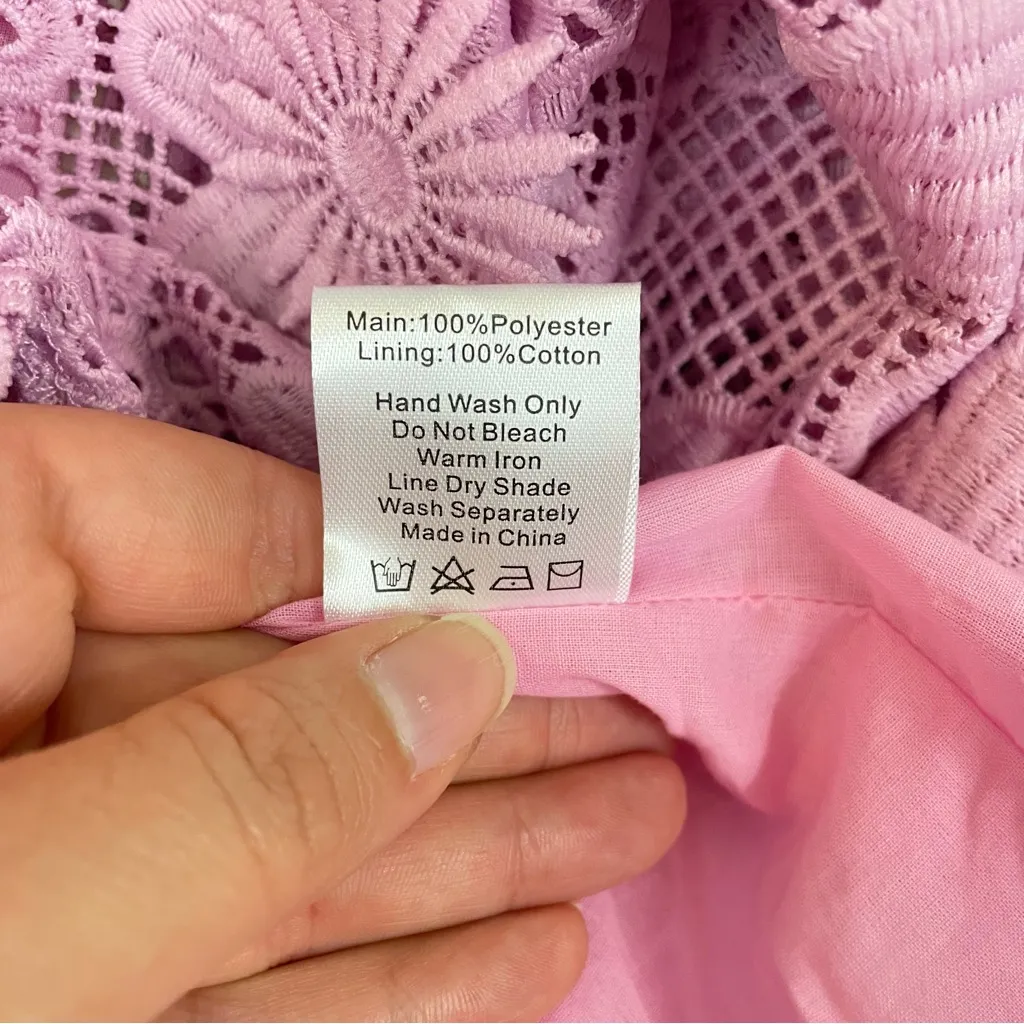 Main:100%Polyester
Lining:100%Cotton
Hand Wash Only
Do Not Bleach
Warm Iron
Line Dry Shade
Wash Separately
Made in China